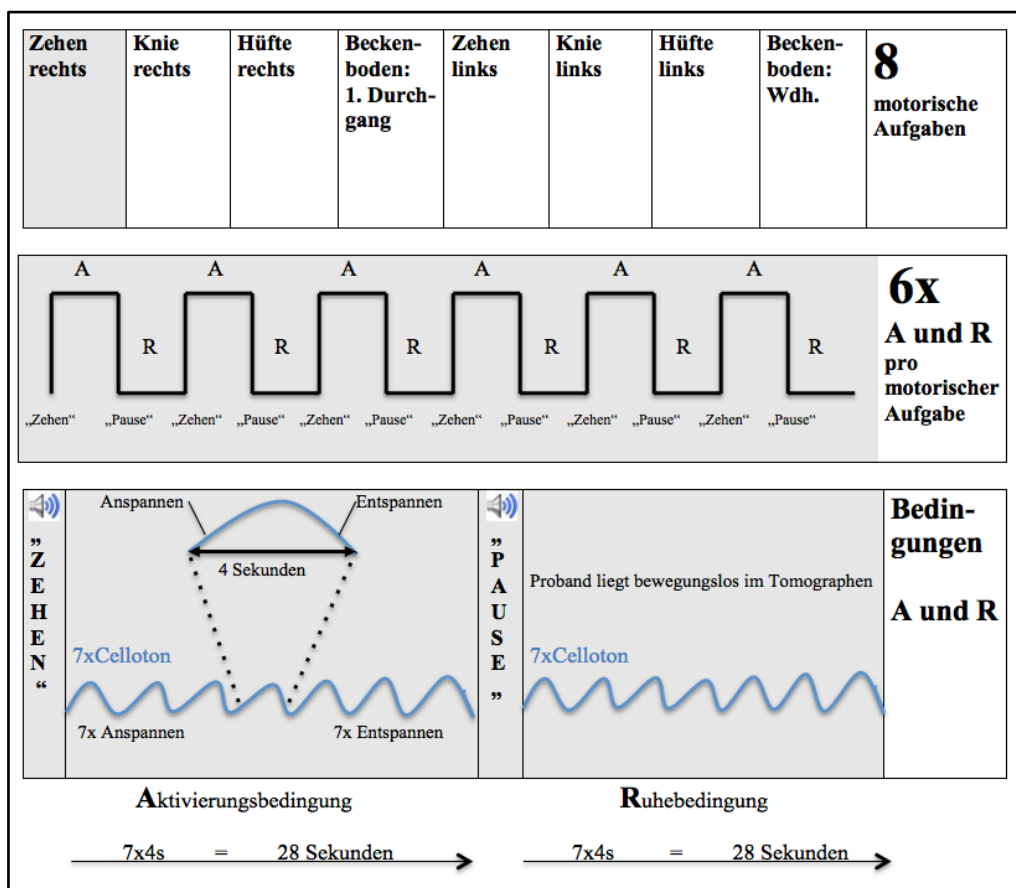 Zehen rechts
Knie rechts
Hüfte rechts
Becken-
boden:
1. Durch-
gang
Zehen links
Knie links
Hüfte links
Becken-
boden:
Wdh.
8
motorische
Aufgaben
A A A A A A
R R R R R R
„Zehen“ „Pause“ „Zehen“ „Pause“ „Zehen“ „Pause“ „Zehen“ „Pause“ „Zehen“ „Pause“ „Zehen“ „Pause“
6x
A und R
pro
motorischer
Aufgabe
„ZEHEN“
Anspannen
Entspannen
4 Sekunden
7xCelloton
7x Anspannen
7x Entspannen
„PAUSE”
Proband liegt bewegungslos im Tomographen
7xCelloton
Bedin-
gungen
A und R
Aktivierungsbedingung
Ruhebedingung
7x4s = 28 Sekunden
7x4s = 28 Sekunden